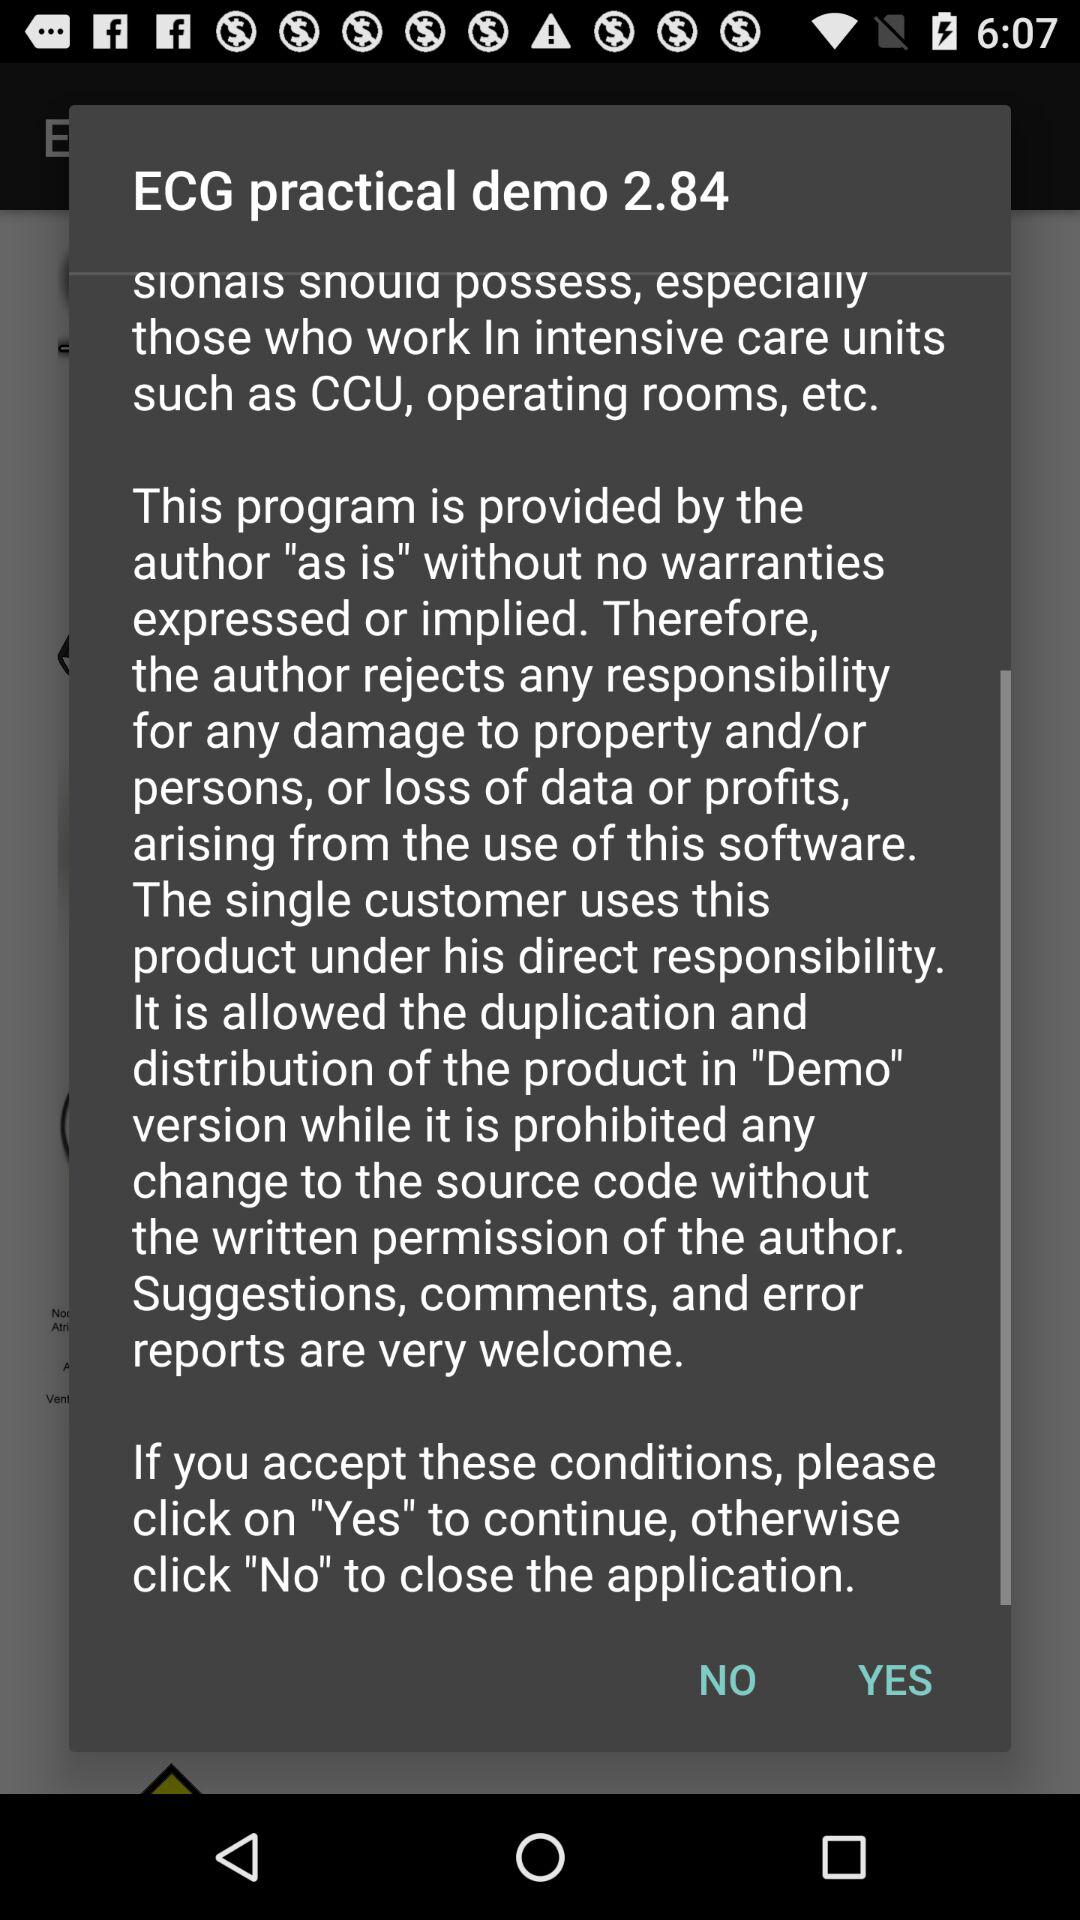 6:07
E
ECG practical demo 2.84
sionals should possess, especially
those who work In intensive care units
such as CCU, operating rooms, etc.
This program is provided by the
author "as is" without no warranties
expressed or implied. Therefore,
the author rejects any responsibility
for any damage to property and/or
persons, or loss of data or profits,
arising from the use of this software.
The single customer uses this
product under his direct responsibility.
It is allowed the duplication and
distribution of the product in "Demo"
version while it is prohibited any
change to the source code without
the written permission of the author.
Suggestions, comments, and error
reports are very welcome.
If you accept these conditions, please
click on "Yes" to continue, otherwise
click "No" to close the application.
NO YES